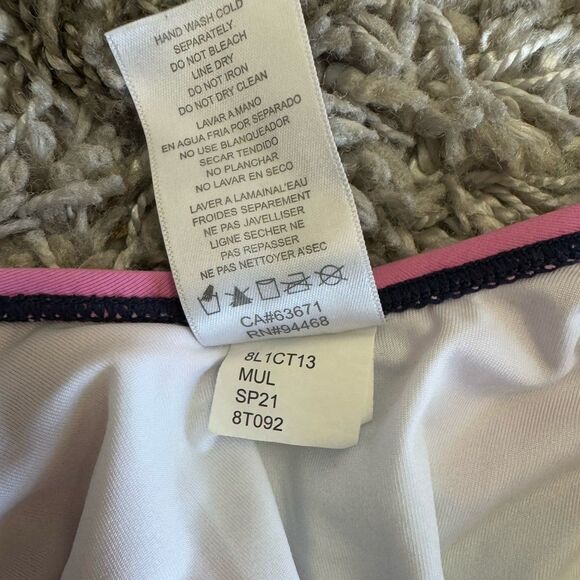 HAND WASH COLD
SEPARATELY
DO NOT BLEACH
LINE DRY
DO NOT IRON
DO NOT DRY CLEAN
LAVAR A MANO
EN AGUA FRIA POR SEPARADO
NO USE BLANQUEADOR
SECAR TENDIDO
NO PLANCHAR
NO LAVAR EN SECO
LAVER A LAMAINAL'EAU
FROIDES SEPAREMENT
NE PAS JAVELLISER
LIGNE SECHER NE
PAS REPASSER
NE PAS NETTOYER A SEC
CA#63671
RN#94468
8L1CT13
MUL
SP21
8T092